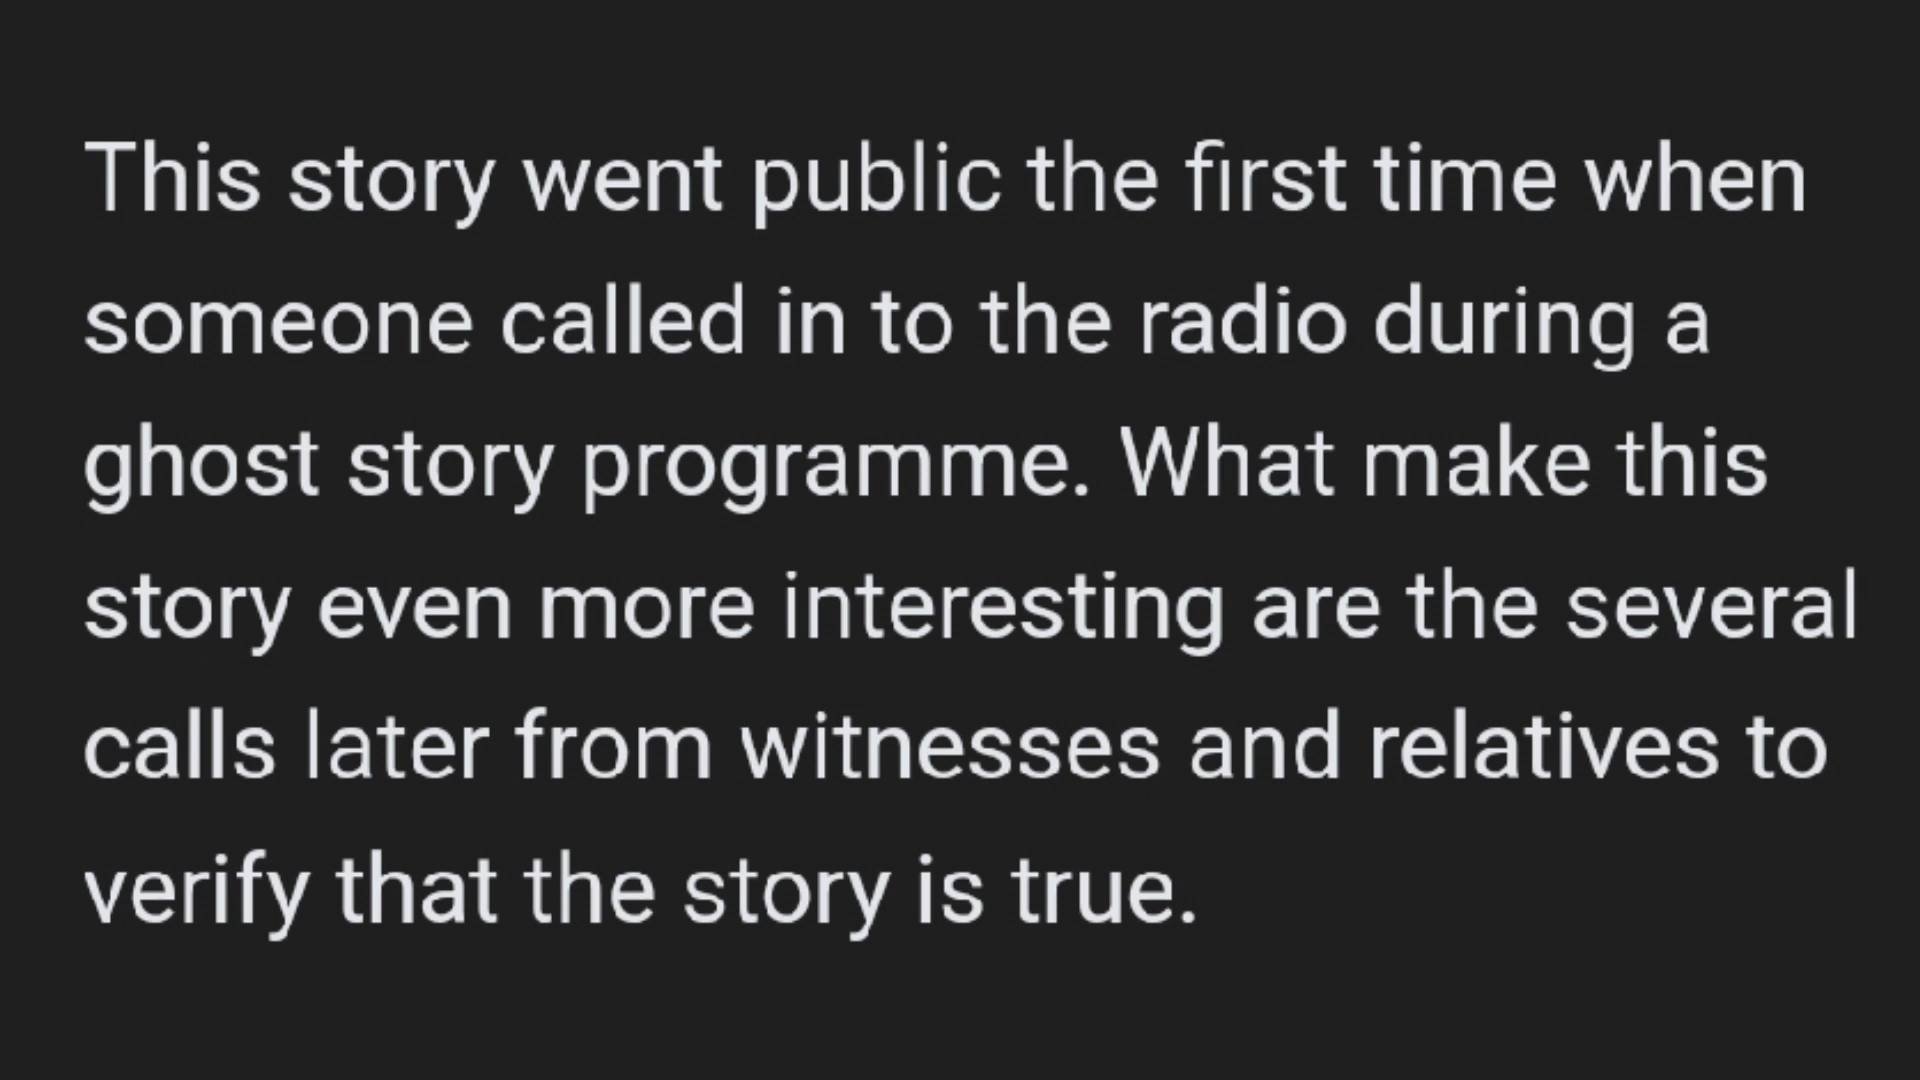 This story went public the first time when
someone called in to the radio during a
ghost story programme. What make this
story even more interesting are the several
calls later from witnesses and relatives to
verify that the story is true.